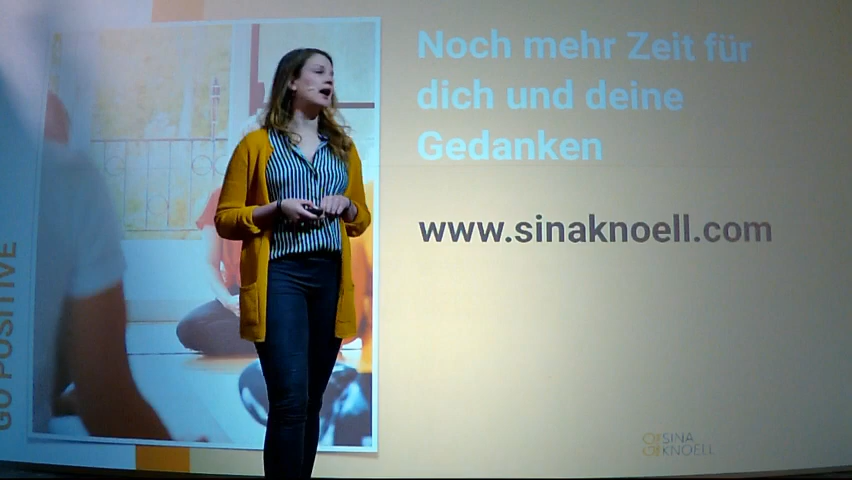 Noch mehr Zeit für
dich und deine
Gedanken
www.sinaknoell.com
GO POSITIVE
SINA
KNOELL